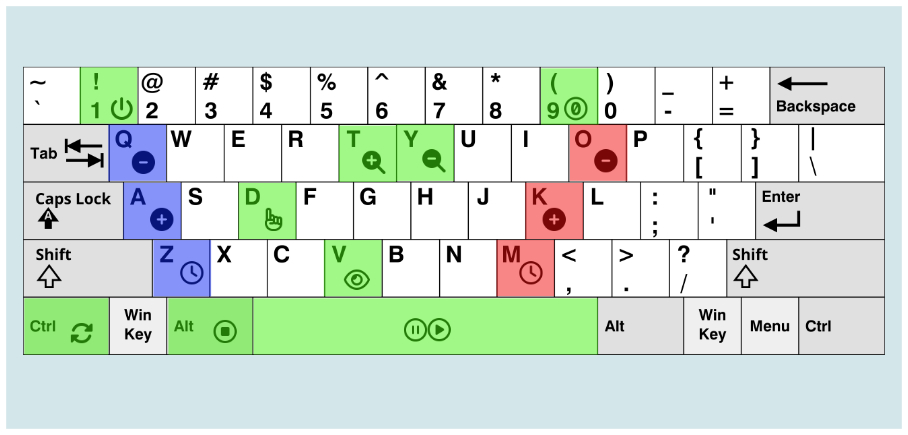 ~ ! @ # $ % ^ & * ( ) _ +
` 1 2 3 4 5 6 7 8 9 0 - = Backspace
Tab Q W E R T Y U I O P { } |
[ ] \
Caps Lock A S D F G H J K L : " Enter
A ; '
Shift Z X C V B N M < > ? Shift
, . /
Ctrl Win Key Alt Alt Win Key Menu Ctrl